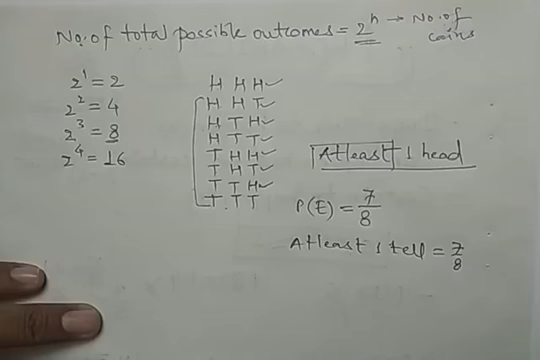 No. of total possible outcomes = 2^n → No. of coins
2^1 = 2
2^2 = 4
2^3 = 8
2^4 = 16
H H H ✓
H H T ✓
H T H ✓
H T T ✓
T H H ✓
T H T ✓
T T H ✓
T T T
Atleast 1 head
P(E) = 7/8
Atleast 1 tell = 7/8